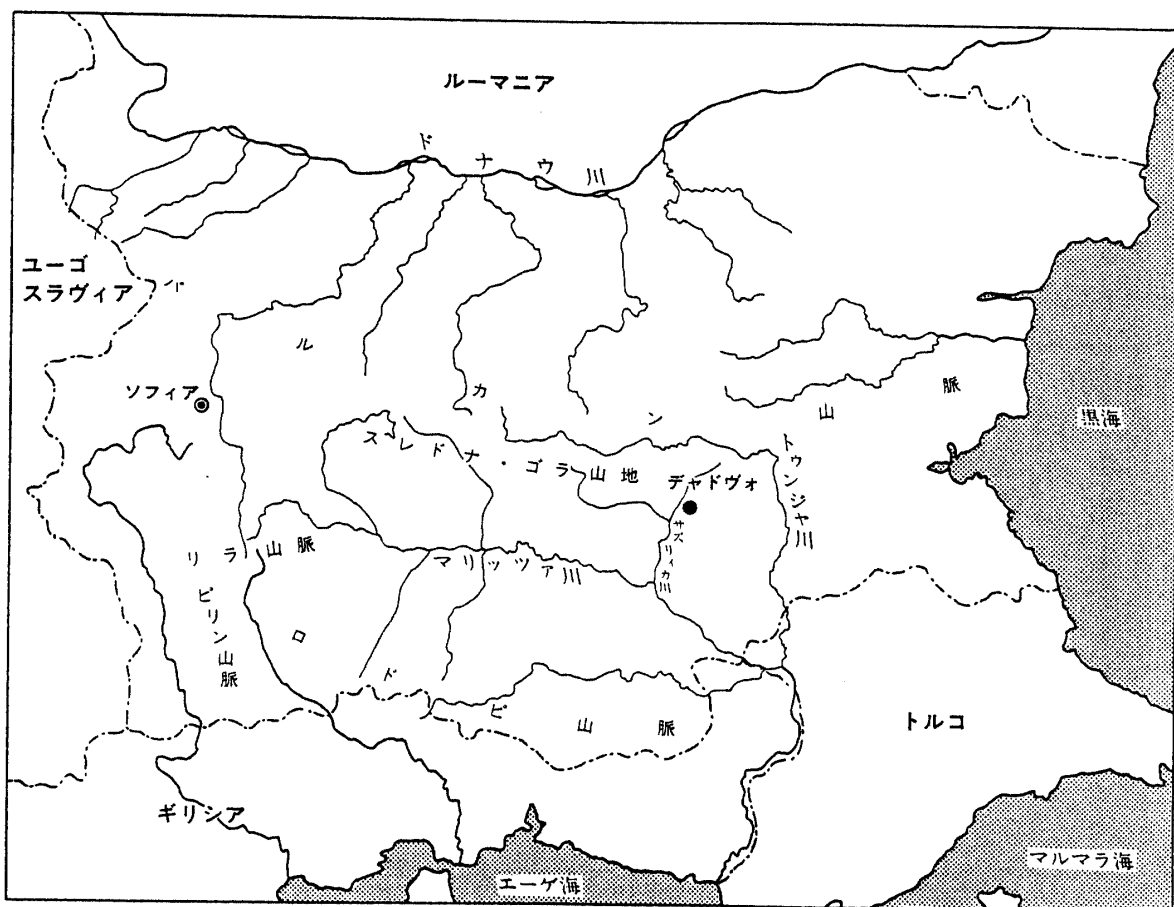 ルーマニア
ドナウ川
ユーゴ
スラヴィア
バルカン山脈
ソフィア
黒海
スレドナ・ゴラ山地
デャドヴォ
トゥンジャ川
サズリィカ川
リラ山脈
マリッツァ川
ピリン山脈
ロドピ山脈
トルコ
ギリシア
エーゲ海
マルマラ海